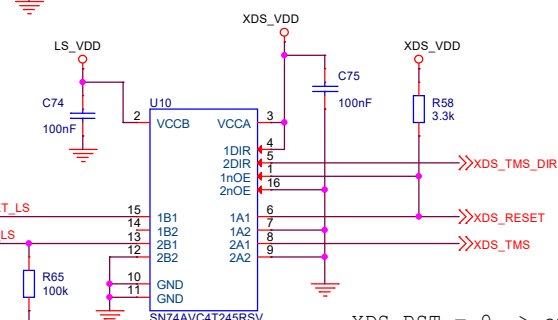 XDS_VDD
LS_VDD
XDS_VDD
C75
100nF
C74
100nF
U10
R58
3.3k
2
VCCB
VCCA
3
1DIR
4
2DIR
5
XDS_TMS_DIR
1nOE
1
2nOE
16
T_LS
15
1B1
1A1
6
XDS_RESET
14
1B2
1A2
7
LS
13
2B1
2A1
8
XDS_TMS
12
2B2
2A2
9
R65
100k
10
GND
11
GND
SN74AVC4T245RSV